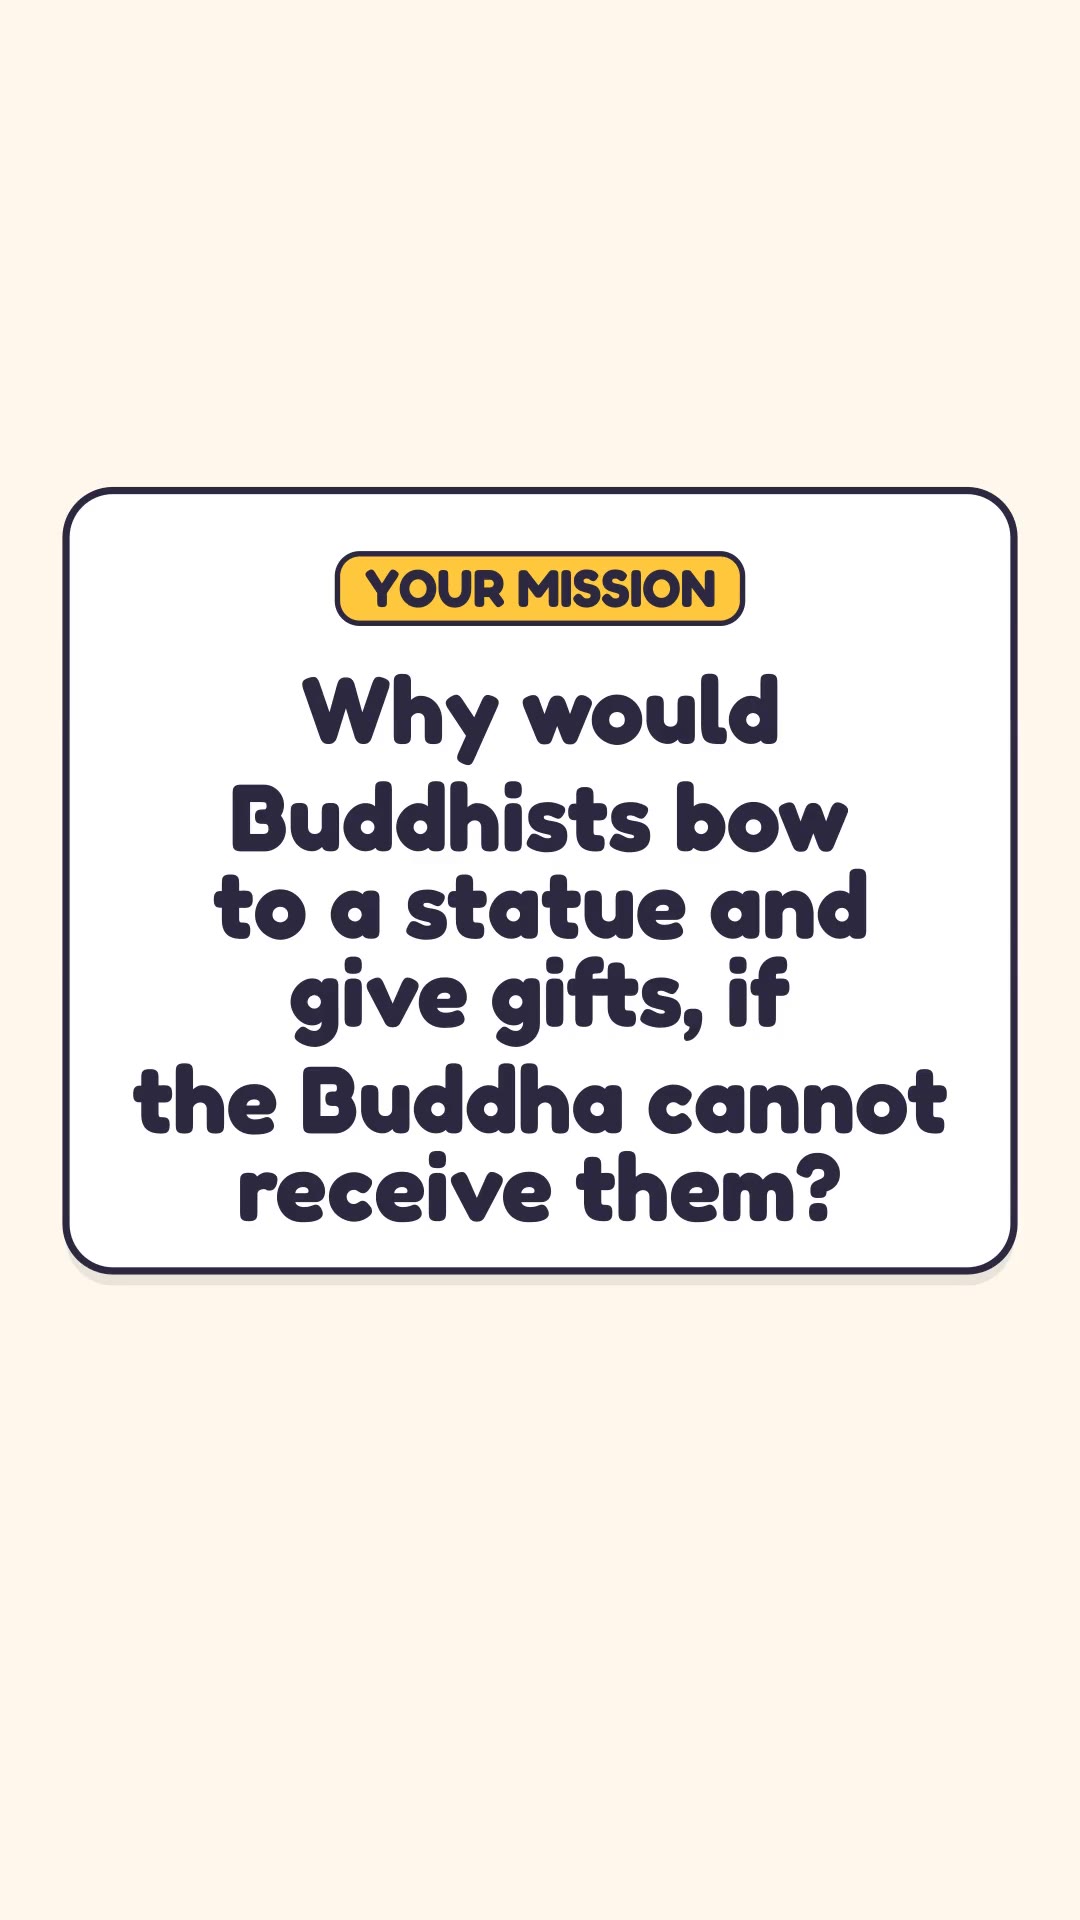 YOUR MISSION
Why would
Buddhists bow
to a statue and
give gifts, if
the Buddha cannot
receive them?